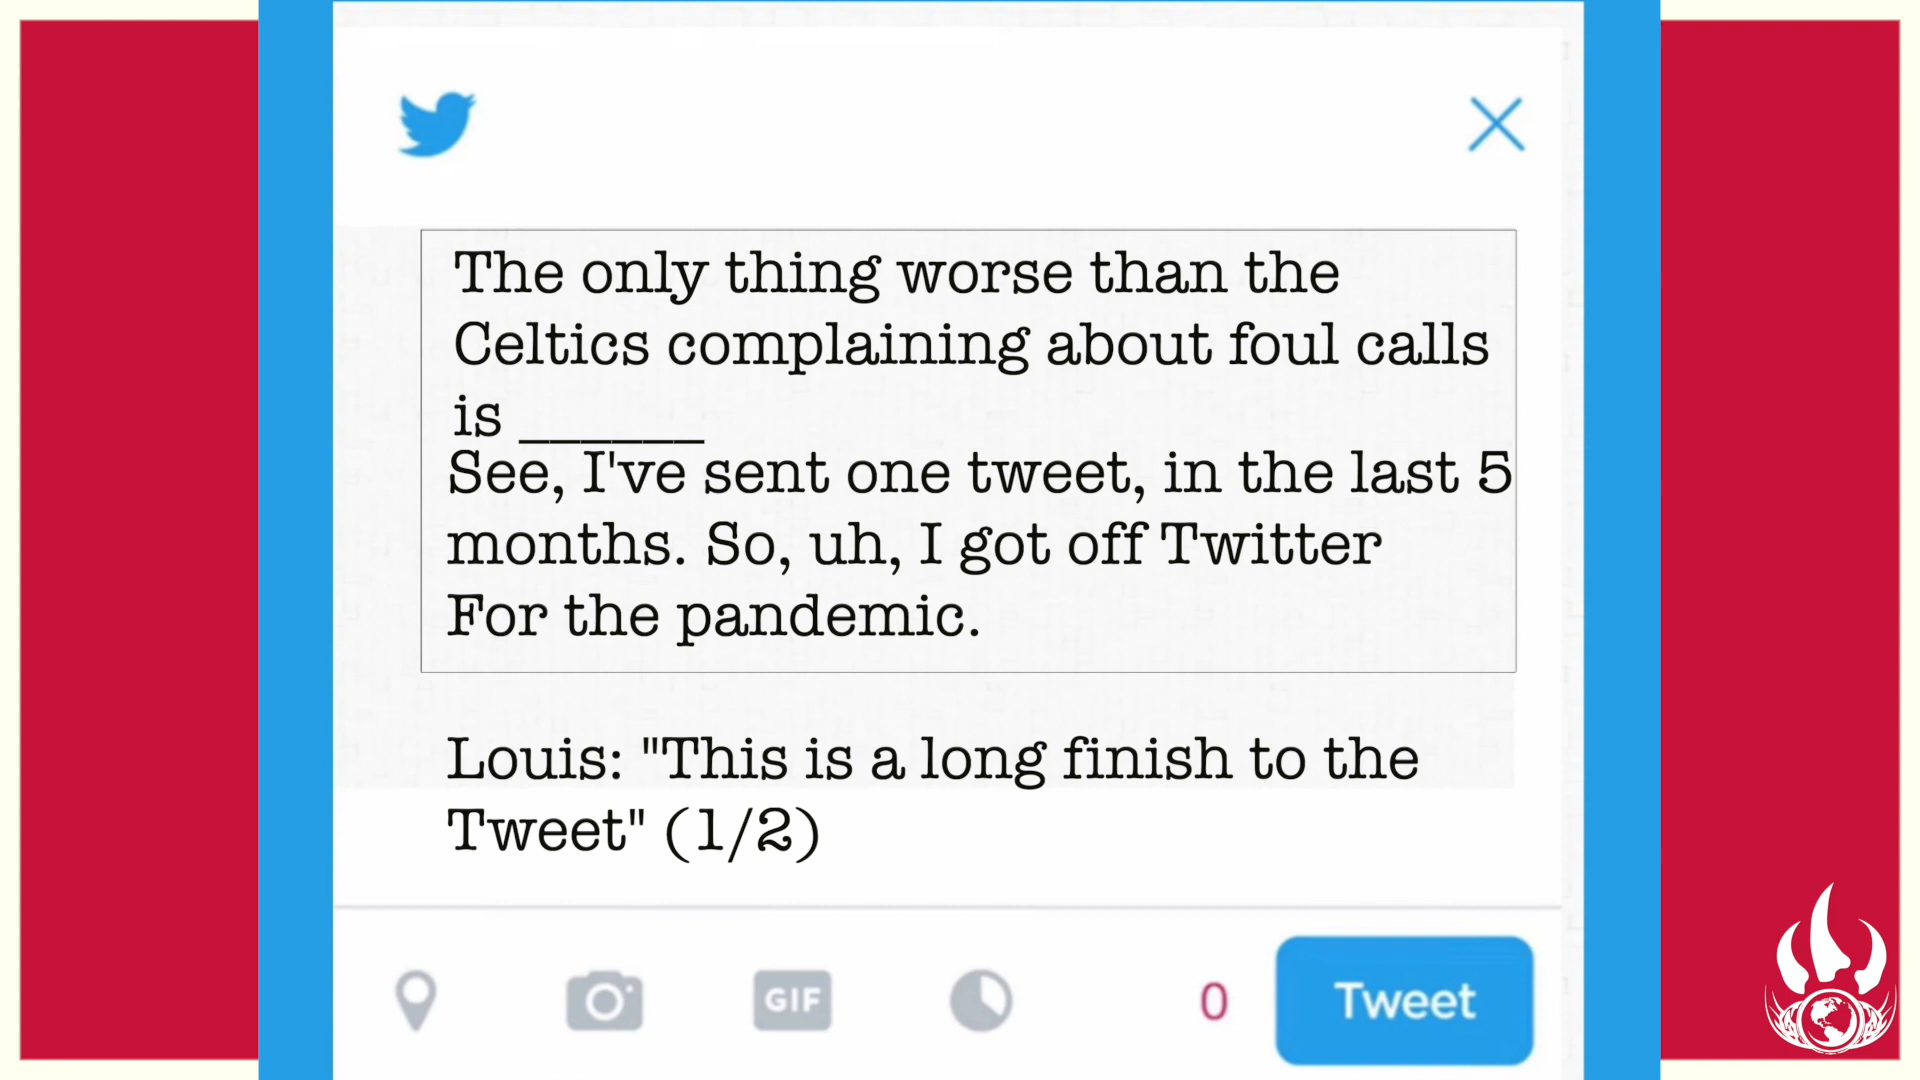 The only thing worse than the
Celtics complaining about foul calls
is ______
See, I've sent one tweet, in the last 5
months. So, uh, I got off Twitter
For the pandemic.
Louis: "This is a long finish to the
Tweet" (1/2)
GIF
0
Tweet